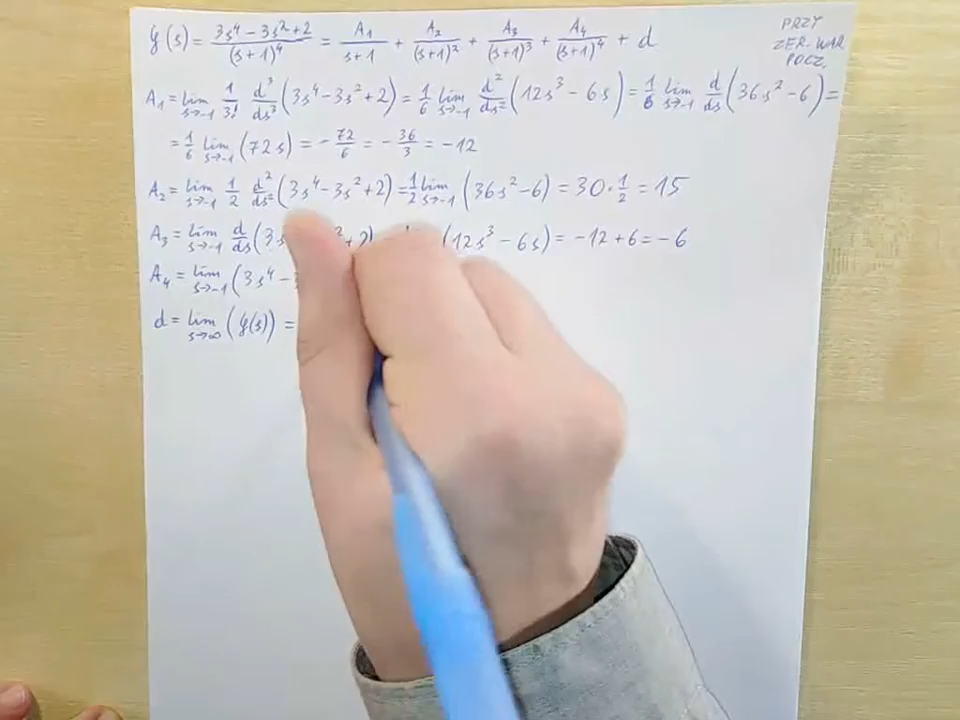 g(s) = (3s⁴ − 3s² + 2)/(s+1)⁴ = A₁/(s+1) + A₂/(s+1)² + A₃/(s+1)³ + A₄/(s+1)⁴ + d
PRZY
ZER. WAR
POCZ.
A₁ = lim s→−1 1/3! d³/ds³ (3s⁴ − 3s² + 2) = 1/6 lim s→−1 d²/ds² (12s³ − 6s) = 1/6 lim s→−1 d/ds (36s² − 6) =
= 1/6 lim s→−1 (72s) = −72/6 = −36/3 = −12
A₂ = lim s→−1 1/2 d²/ds² (3s⁴ − 3s² + 2) = 1/2 lim s→−1 (36s² − 6) = 30 · 1/2 = 15
A₃ = lim s→−1 d/ds (3s ² + 2) (12s³ − 6s) = −12 + 6 = −6
A₄ = lim s→−1 (3s⁴ −
d = lim s→∞ (g(s)) =